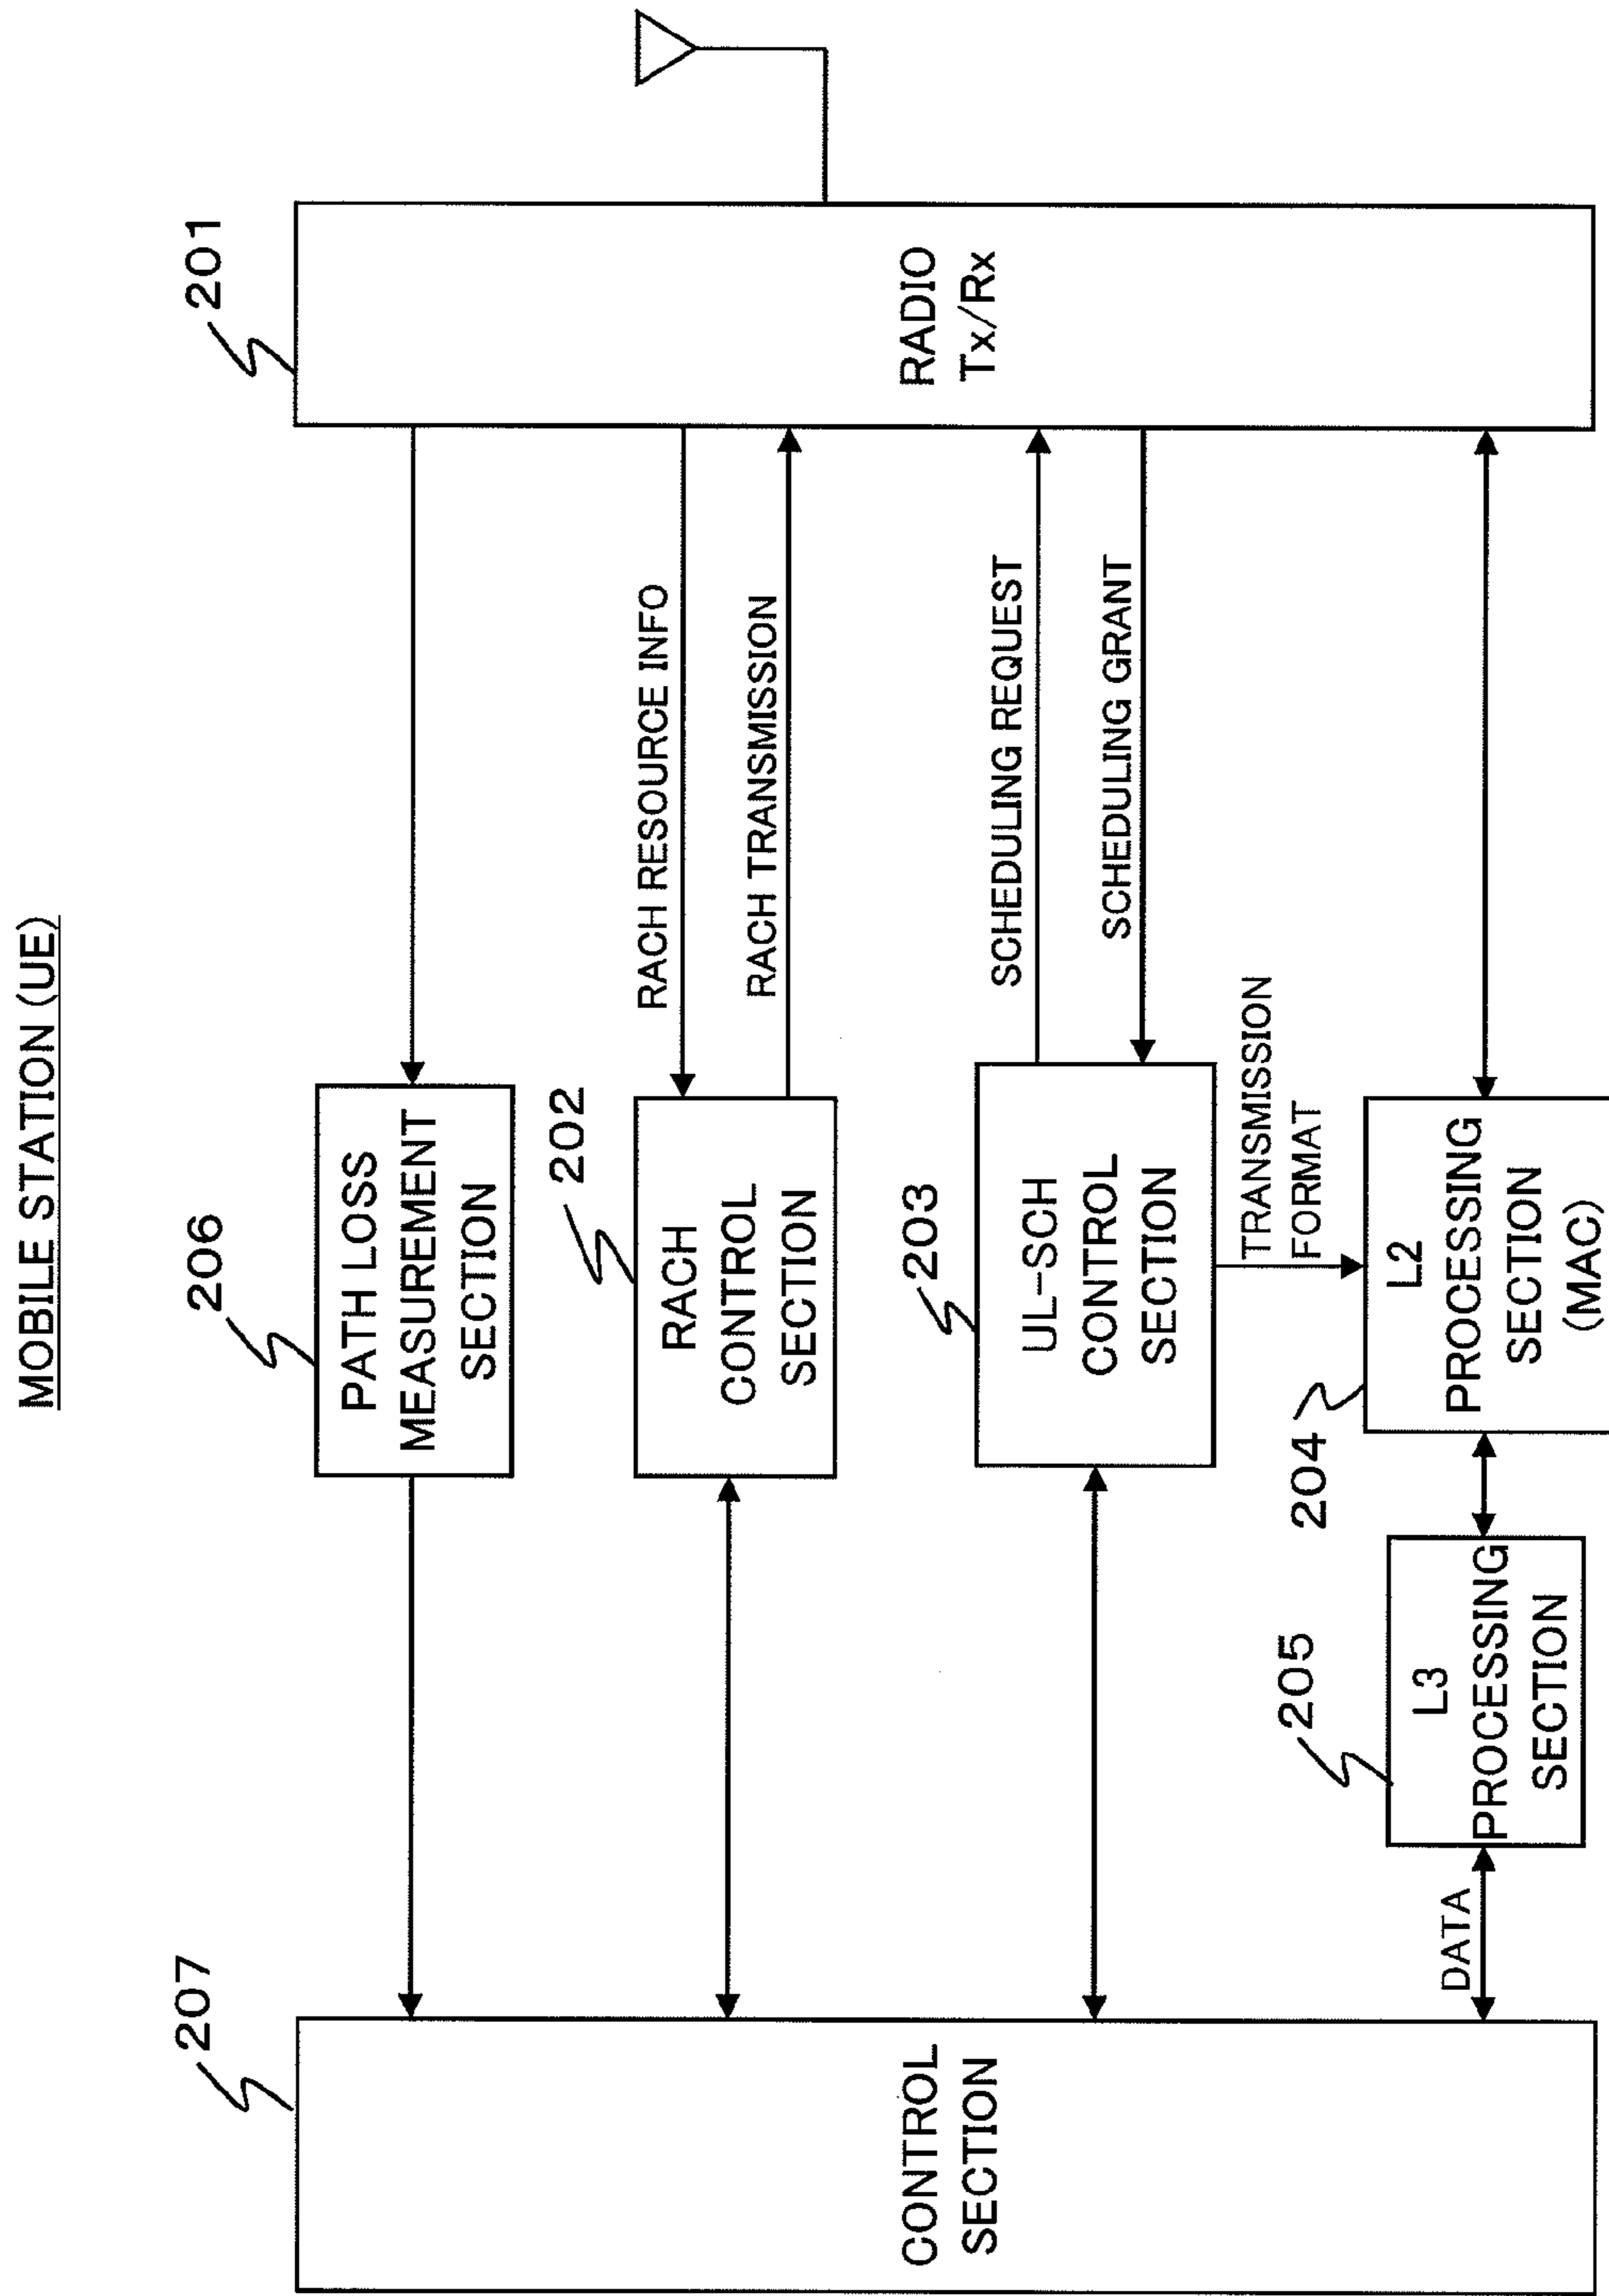 MOBILE STATION (UE)
207
CONTROL
SECTION
206
PATH LOSS
MEASUREMENT
SECTION
202
RACH
CONTROL
SECTION
RACH RESOURCE INFO
RACH TRANSMISSION
203
UL-SCH
CONTROL
SECTION
SCHEDULING REQUEST
SCHEDULING GRANT
TRANSMISSION
FORMAT
DATA
205
L3
PROCESSING
SECTION
204
L2
PROCESSING
SECTION
(MAC)
201
RADIO
Tx/Rx